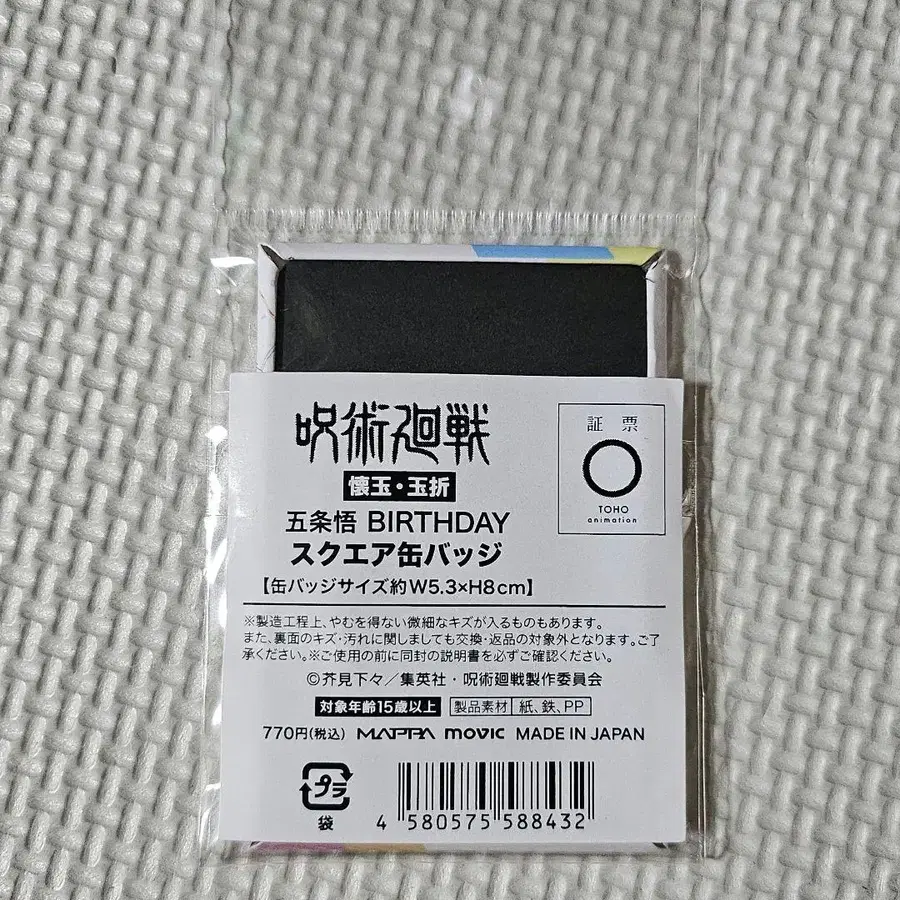 呪術廻戦
懐玉・玉折
五条悟 BIRTHDAY
スクエア缶バッジ
【缶バッジサイズ約W5.3×H8cm】
証 票
TOHO
animation
※製造工程上、やむを得ない微細なキズが入るものもあります。
また、裏面のキズ・汚れに関しましても交換・返品の対象外となります。ご了
承ください。※ご使用の前に同封の説明書を必ずご確認ください。
©芥見下々／集英社・呪術廻戦製作委員会
対象年齢15歳以上 製品素材 紙、鉄、PP
770円(税込) MAPPA movic MADE IN JAPAN
プラ
袋
4 580575 588432